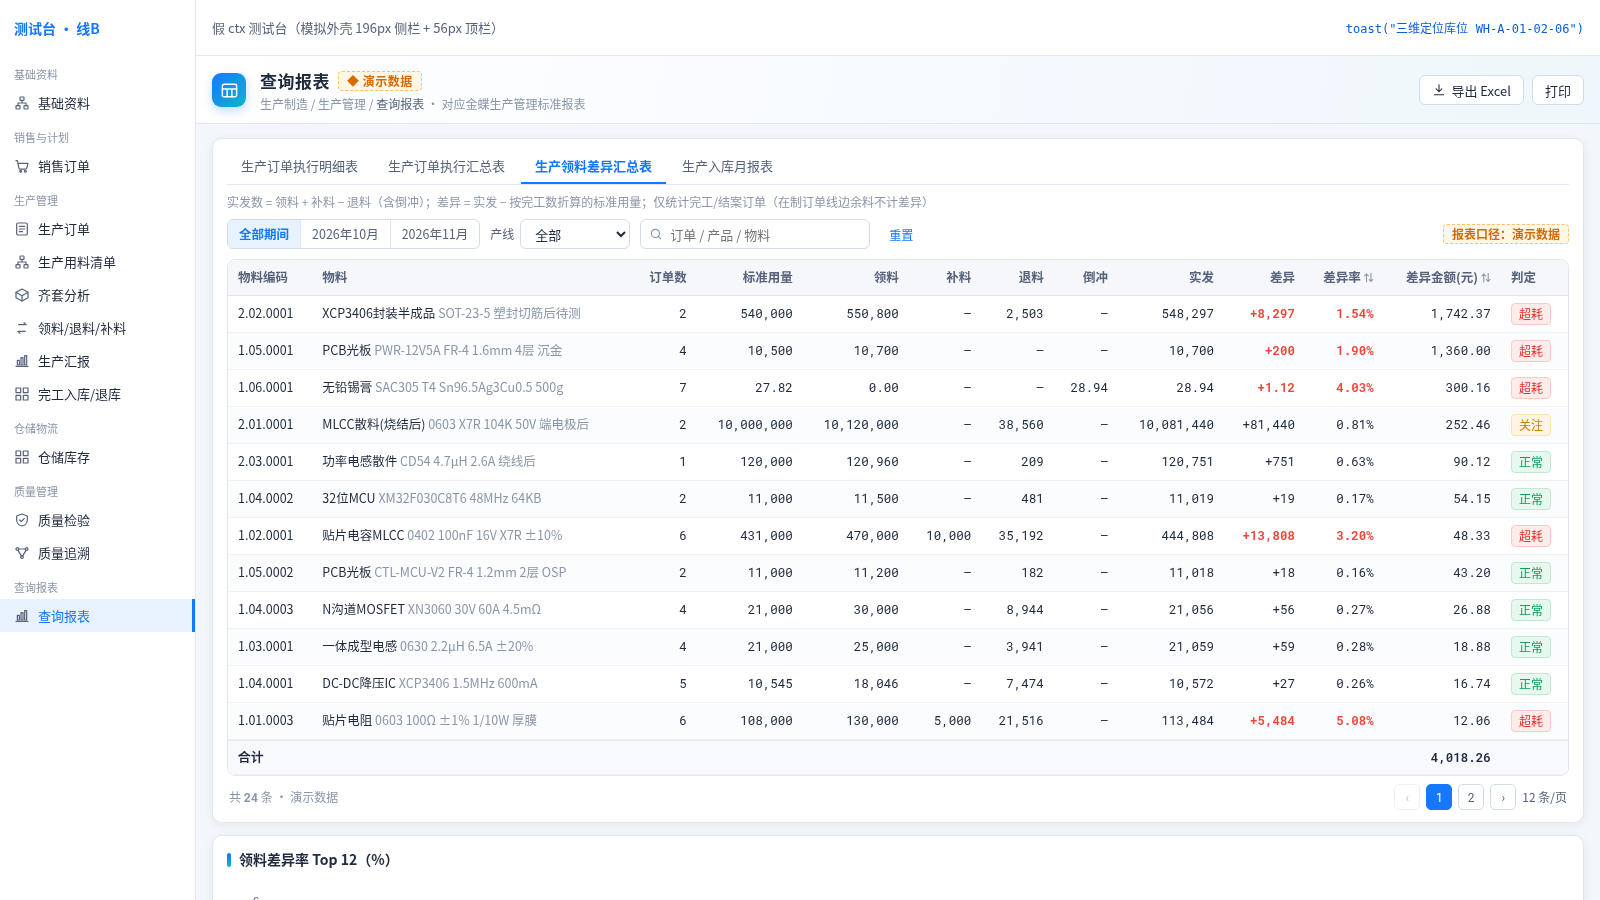 测试台 · 线B
假 ctx 测试台（模拟外壳 196px 侧栏 + 56px 顶栏）
toast("三维定位库位 WH-A-01-02-06")
基础资料
基础资料
销售与计划
销售订单
生产管理
生产订单
生产用料清单
齐套分析
领料/退料/补料
生产汇报
完工入库/退库
仓储物流
仓储库存
质量管理
质量检验
质量追溯
查询报表
查询报表
查询报表 ◆ 演示数据
生产制造 / 生产管理 / 查询报表 · 对应金蝶生产管理标准报表
导出 Excel 打印
生产订单执行明细表 生产订单执行汇总表 生产领料差异汇总表 生产入库月报表
实发数 = 领料 + 补料 − 退料（含倒冲）；差异 = 实发 − 按完工数折算的标准用量；仅统计完工/结案订单（在制订单线边余料不计差异）
全部期间 2026年10月 2026年11月 产线 全部 订单 / 产品 / 物料 重置 报表口径：演示数据
物料编码 物料 订单数 标准用量 领料 补料 退料 倒冲 实发 差异 差异率 ⇅ 差异金额(元) ⇅ 判定
2.02.0001 XCP3406封装半成品 SOT-23-5 塑封切筋后待测 2 540,000 550,800 — 2,503 — 548,297 +8,297 1.54% 1,742.37 超耗
1.05.0001 PCB光板 PWR-12V5A FR-4 1.6mm 4层 沉金 4 10,500 10,700 — — — 10,700 +200 1.90% 1,360.00 超耗
1.06.0001 无铅锡膏 SAC305 T4 Sn96.5Ag3Cu0.5 500g 7 27.82 0.00 — — 28.94 28.94 +1.12 4.03% 300.16 超耗
2.01.0001 MLCC散料(烧结后) 0603 X7R 104K 50V 端电极后 2 10,000,000 10,120,000 — 38,560 — 10,081,440 +81,440 0.81% 252.46 关注
2.03.0001 功率电感散件 CD54 4.7μH 2.6A 绕线后 1 120,000 120,960 — 209 — 120,751 +751 0.63% 90.12 正常
1.04.0002 32位MCU XM32F030C8T6 48MHz 64KB 2 11,000 11,500 — 481 — 11,019 +19 0.17% 54.15 正常
1.02.0001 贴片电容MLCC 0402 100nF 16V X7R ±10% 6 431,000 470,000 10,000 35,192 — 444,808 +13,808 3.20% 48.33 超耗
1.05.0002 PCB光板 CTL-MCU-V2 FR-4 1.2mm 2层 OSP 2 11,000 11,200 — 182 — 11,018 +18 0.16% 43.20 正常
1.04.0003 N沟道MOSFET XN3060 30V 60A 4.5mΩ 4 21,000 30,000 — 8,944 — 21,056 +56 0.27% 26.88 正常
1.03.0001 一体成型电感 0630 2.2μH 6.5A ±20% 4 21,000 25,000 — 3,941 — 21,059 +59 0.28% 18.88 正常
1.04.0001 DC-DC降压IC XCP3406 1.5MHz 600mA 5 10,545 18,046 — 7,474 — 10,572 +27 0.26% 16.74 正常
1.01.0003 贴片电阻 0603 100Ω ±1% 1/10W 厚膜 6 108,000 130,000 5,000 21,516 — 113,484 +5,484 5.08% 12.06 超耗
合计 4,018.26
共 24 条 · 演示数据 ‹ 1 2 › 12 条/页
领料差异率 Top 12（%）